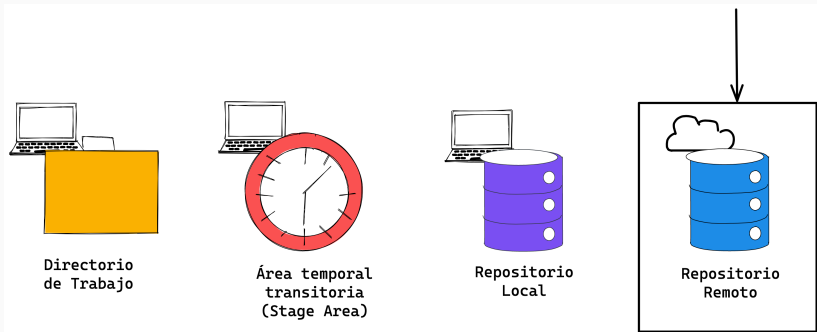 Directorio
de Trabajo
Área temporal
transitoria
(Stage Area)
Repositorio
Local
Repositorio
Remoto